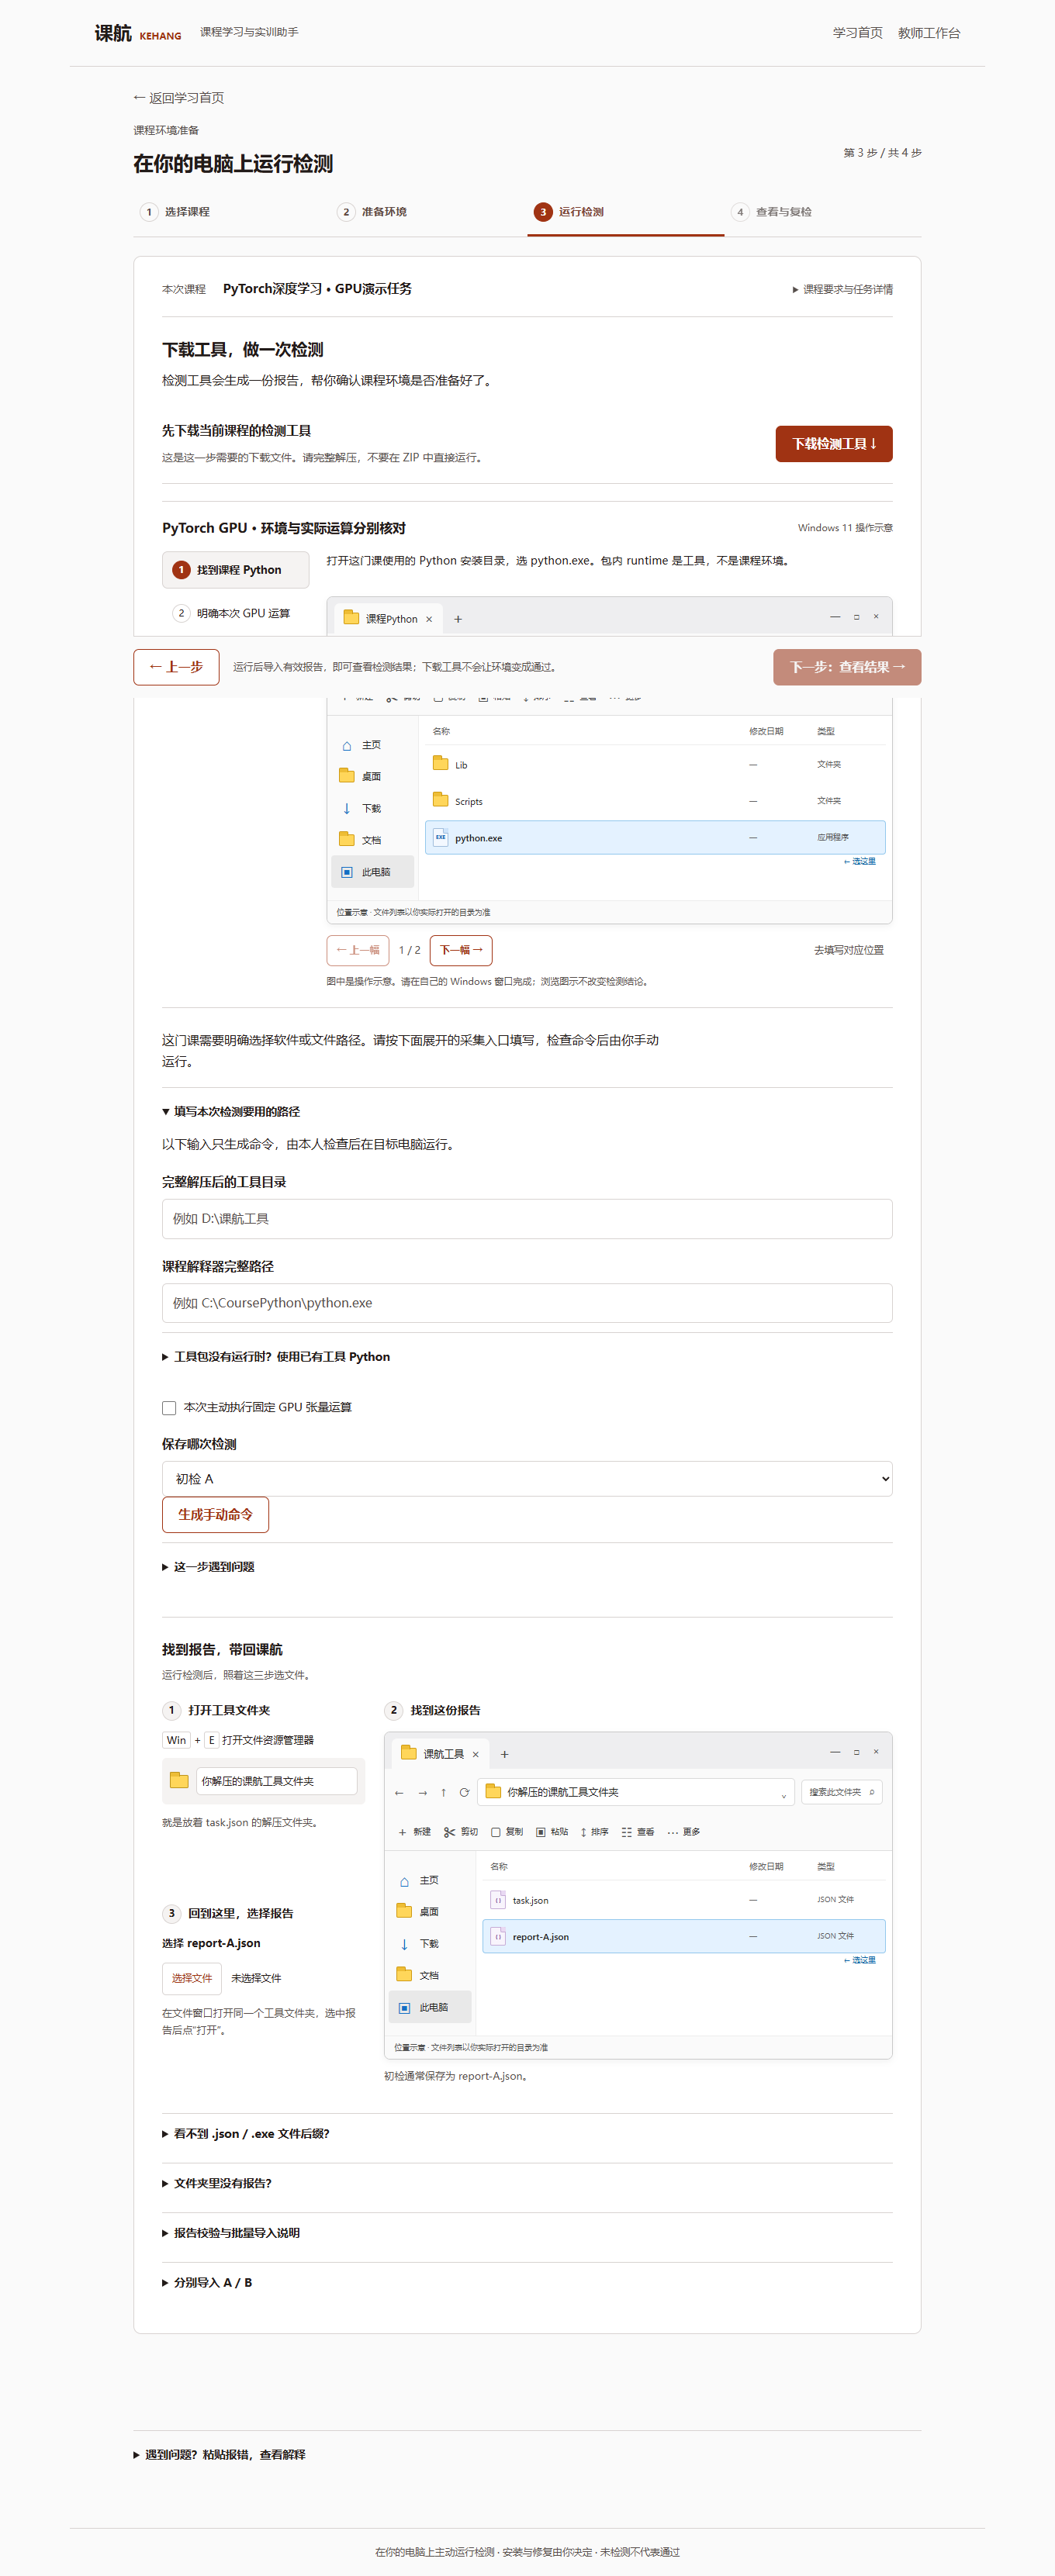 课航 KEHANG 课程学习与实训助手 学习首页 教师工作台
← 返回学习首页
课程环境准备
在你的电脑上运行检测
第 3 步 / 共 4 步
1 选择课程 2 准备环境 3 运行检测 4 查看与复检
本次课程 PyTorch深度学习 • GPU演示任务 ▶ 课程要求与任务详情
下载工具，做一次检测
检测工具会生成一份报告，帮你确认课程环境是否准备好了。
先下载当前课程的检测工具
这是这一步需要的下载文件。请完整解压，不要在 ZIP 中直接运行。
下载检测工具 ↓
PyTorch GPU • 环境与实际运算分别核对 Windows 11 操作示意
1 找到课程 Python
2 明确本次 GPU 运算
打开这门课使用的 Python 安装目录，选 python.exe。包内 runtime 是工具，不是课程环境。
课程Python × + — □ ×
← 上一步 运行后导入有效报告，即可查看检测结果；下载工具不会让环境变成通过。 下一步：查看结果 →
名称 修改日期 类型
主页
桌面
下载
文档
此电脑
Lib — 文件夹
Scripts — 文件夹
EXE python.exe — 应用程序
← 选这里
位置示意 · 文件列表以你实际打开的目录为准
← 上一幅 1 / 2 下一幅 → 去填写对应位置
图中是操作示意。请在自己的 Windows 窗口完成；浏览图示不改变检测结论。
这门课需要明确选择软件或文件路径。请按下面展开的采集入口填写，检查命令后由你手动
运行。
▼ 填写本次检测要用的路径
以下输入只生成命令，由本人检查后在目标电脑运行。
完整解压后的工具目录
例如 D:\课航工具
课程解释器完整路径
例如 C:\CoursePython\python.exe
▶ 工具包没有运行时？使用已有工具 Python
本次主动执行固定 GPU 张量运算
保存哪次检测
初检 A
生成手动命令
▶ 这一步遇到问题
找到报告，带回课航
运行检测后，照着这三步选文件。
1 打开工具文件夹
Win + E 打开文件资源管理器
你解压的课航工具文件夹
就是放着 task.json 的解压文件夹。
2 找到这份报告
课航工具 × + — □ ×
← → ↑ 你解压的课航工具文件夹 搜索此文件夹
+ 新建 剪切 复制 粘贴 排序 查看 ··· 更多
名称 修改日期 类型
主页
桌面
下载
文档
此电脑
task.json — JSON 文件
report-A.json — JSON 文件
← 选这里
位置示意 · 文件列表以你实际打开的目录为准
初检通常保存为 report-A.json。
3 回到这里，选择报告
选择 report-A.json
选择文件 未选择文件
在文件窗口打开同一个工具文件夹，选中报
告后点"打开"。
▶ 看不到 .json / .exe 文件后缀？
▶ 文件夹里没有报告？
▶ 报告校验与批量导入说明
▶ 分别导入 A / B
▶ 遇到问题？粘贴报错，查看解释
在你的电脑上主动运行检测 · 安装与修复由你决定 · 未检测不代表通过